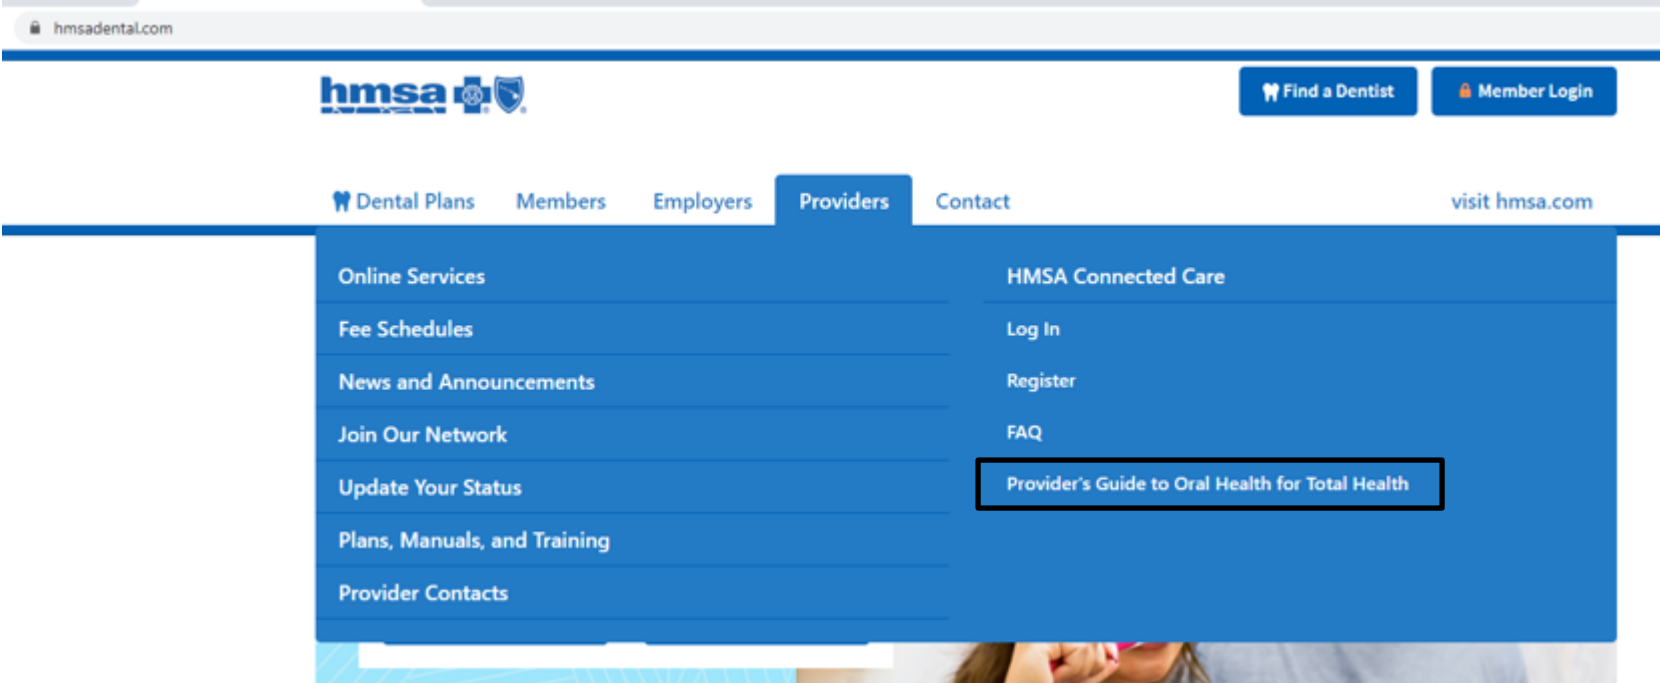 hmsadental.com
hmsa
Find a Dentist
Member Login
Dental Plans
Members
Employers
Providers
Contact
visit hmsa.com
Online Services
Fee Schedules
News and Announcements
Join Our Network
Update Your Status
Plans, Manuals, and Training
Provider Contacts
HMSA Connected Care
Log In
Register
FAQ
Provider's Guide to Oral Health for Total Health